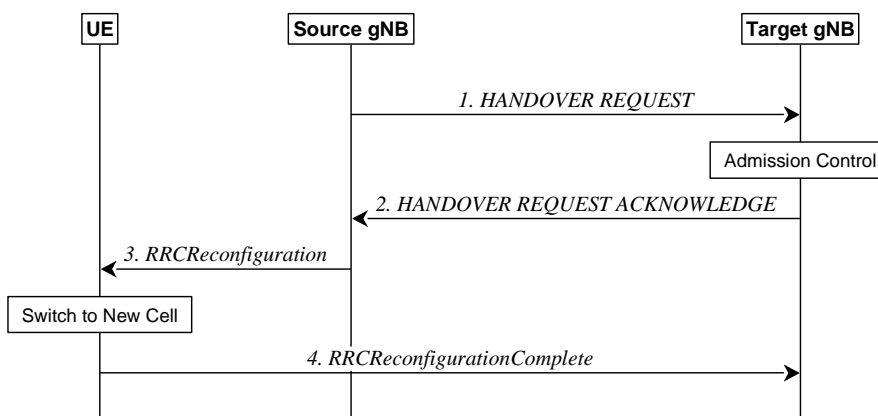 UE
Source gNB
Target gNB
1. HANDOVER REQUEST
Admission Control
2. HANDOVER REQUEST ACKNOWLEDGE
3. RRCReconfiguration
Switch to New Cell
4. RRCReconfigurationComplete